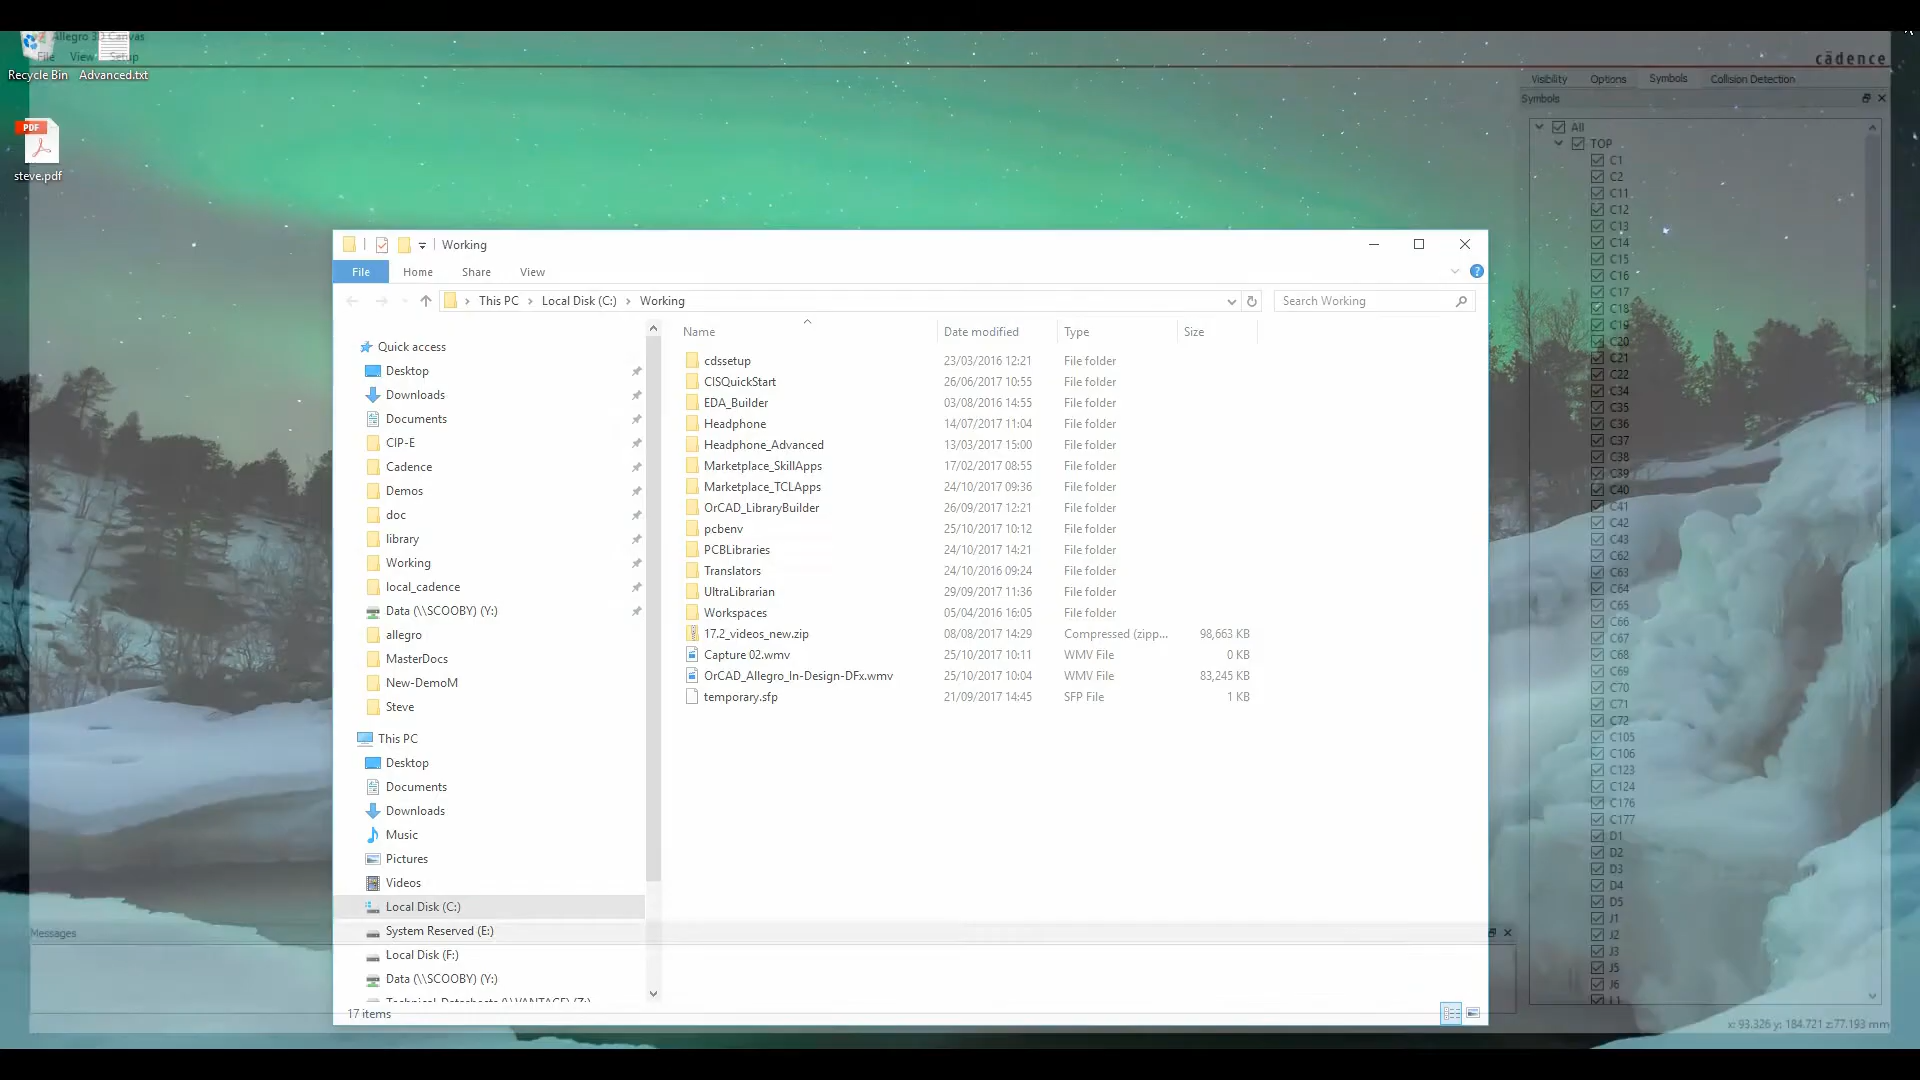 Allegro 3D Canvas
File View Setup
Recycle Bin
Advanced.txt
PDF
steve.pdf
cādence
Visibility Options Symbols Collision Detection
Symbols
All
TOP
C1
C2
C11
C12
C13
C14
C15
C16
C17
C18
C19
C20
C21
C22
C34
C35
C36
C37
C38
C39
C40
C41
C42
C43
C62
C63
C64
C65
C66
C67
C68
C69
C70
C71
C72
C105
C106
C123
C124
C176
C177
D1
D2
D3
D4
D5
J1
J2
J3
J5
J6
L1
x: 93.326 y: 184.721 z:77.193 mm
Working
File Home Share View
This PC Local Disk (C:) Working
Search Working
Quick access
Desktop
Downloads
Documents
CIP-E
Cadence
Demos
doc
library
Working
local_cadence
Data (\\SCOOBY) (Y:)
allegro
MasterDocs
New-DemoM
Steve
This PC
Desktop
Documents
Downloads
Music
Pictures
Videos
Local Disk (C:)
System Reserved (E:)
Local Disk (F:)
Data (\\SCOOBY) (Y:)
Technical-Datasheets (\\VANTAGE) (Z:)
Name Date modified Type Size
cdssetup 23/03/2016 12:21 File folder
CISQuickStart 26/06/2017 10:55 File folder
EDA_Builder 03/08/2016 14:55 File folder
Headphone 14/07/2017 11:04 File folder
Headphone_Advanced 13/03/2017 15:00 File folder
Marketplace_SkillApps 17/02/2017 08:55 File folder
Marketplace_TCLApps 24/10/2017 09:36 File folder
OrCAD_LibraryBuilder 26/09/2017 12:21 File folder
pcbenv 25/10/2017 10:12 File folder
PCBLibraries 24/10/2017 14:21 File folder
Translators 24/10/2016 09:24 File folder
UltraLibrarian 29/09/2017 11:36 File folder
Workspaces 05/04/2016 16:05 File folder
17.2_videos_new.zip 08/08/2017 14:29 Compressed (zipp... 98,663 KB
Capture 02.wmv 25/10/2017 10:11 WMV File 0 KB
OrCAD_Allegro_In-Design-DFx.wmv 25/10/2017 10:04 WMV File 83,245 KB
temporary.sfp 21/09/2017 14:45 SFP File 1 KB
17 items
Messages